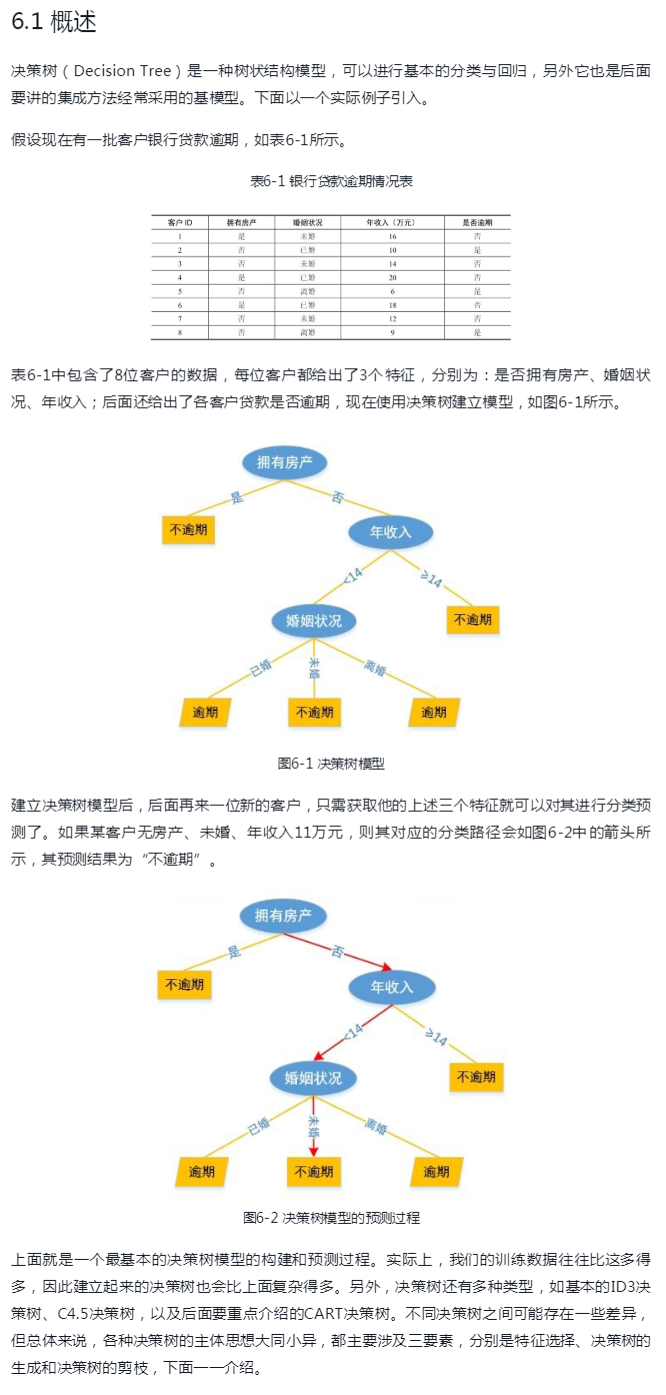 6.1 概述
决策树（Decision Tree）是一种树状结构模型，可以进行基本的分类与回归，另外它也是后面
要讲的集成方法经常采用的基模型。下面以一个实际例子引入。
假设现在有一批客户银行贷款逾期，如表6-1所示。
表6-1 银行贷款逾期情况表
客户 ID 拥有房产 婚姻状况 年收入（万元） 是否逾期
1 是 未婚 16 否
2 否 已婚 10 是
3 否 未婚 14 否
4 是 已婚 20 否
5 否 离婚 6 是
6 是 已婚 18 否
7 否 未婚 12 否
8 否 离婚 9 是
表6-1中包含了8位客户的数据，每位客户都给出了3个特征，分别为：是否拥有房产、婚姻状
况、年收入；后面还给出了各客户贷款是否逾期，现在使用决策树建立模型，如图6-1所示。
拥有房产
是 否
不逾期 年收入
<14 ≥14
婚姻状况 不逾期
已婚 未婚 离婚
逾期 不逾期 逾期
图6-1 决策树模型
建立决策树模型后，后面再来一位新的客户，只需获取他的上述三个特征就可以对其进行分类预
测了。如果某客户无房产、未婚、年收入11万元，则其对应的分类路径会如图6-2中的箭头所
示，其预测结果为“不逾期”。
拥有房产
是 否
不逾期 年收入
<14 ≥14
婚姻状况 不逾期
已婚 未婚 离婚
逾期 不逾期 逾期
图6-2 决策树模型的预测过程
上面就是一个最基本的决策树模型的构建和预测过程。实际上，我们的训练数据往往比这多得
多，因此建立起来的决策树也会比上面复杂得多。另外，决策树还有多种类型，如基本的ID3决
策树、C4.5决策树，以及后面要重点介绍的CART决策树。不同决策树之间可能存在一些差异，
但总体来说，各种决策树的主体思想大同小异，都主要涉及三要素，分别是特征选择、决策树的
生成和决策树的剪枝，下面一一介绍。